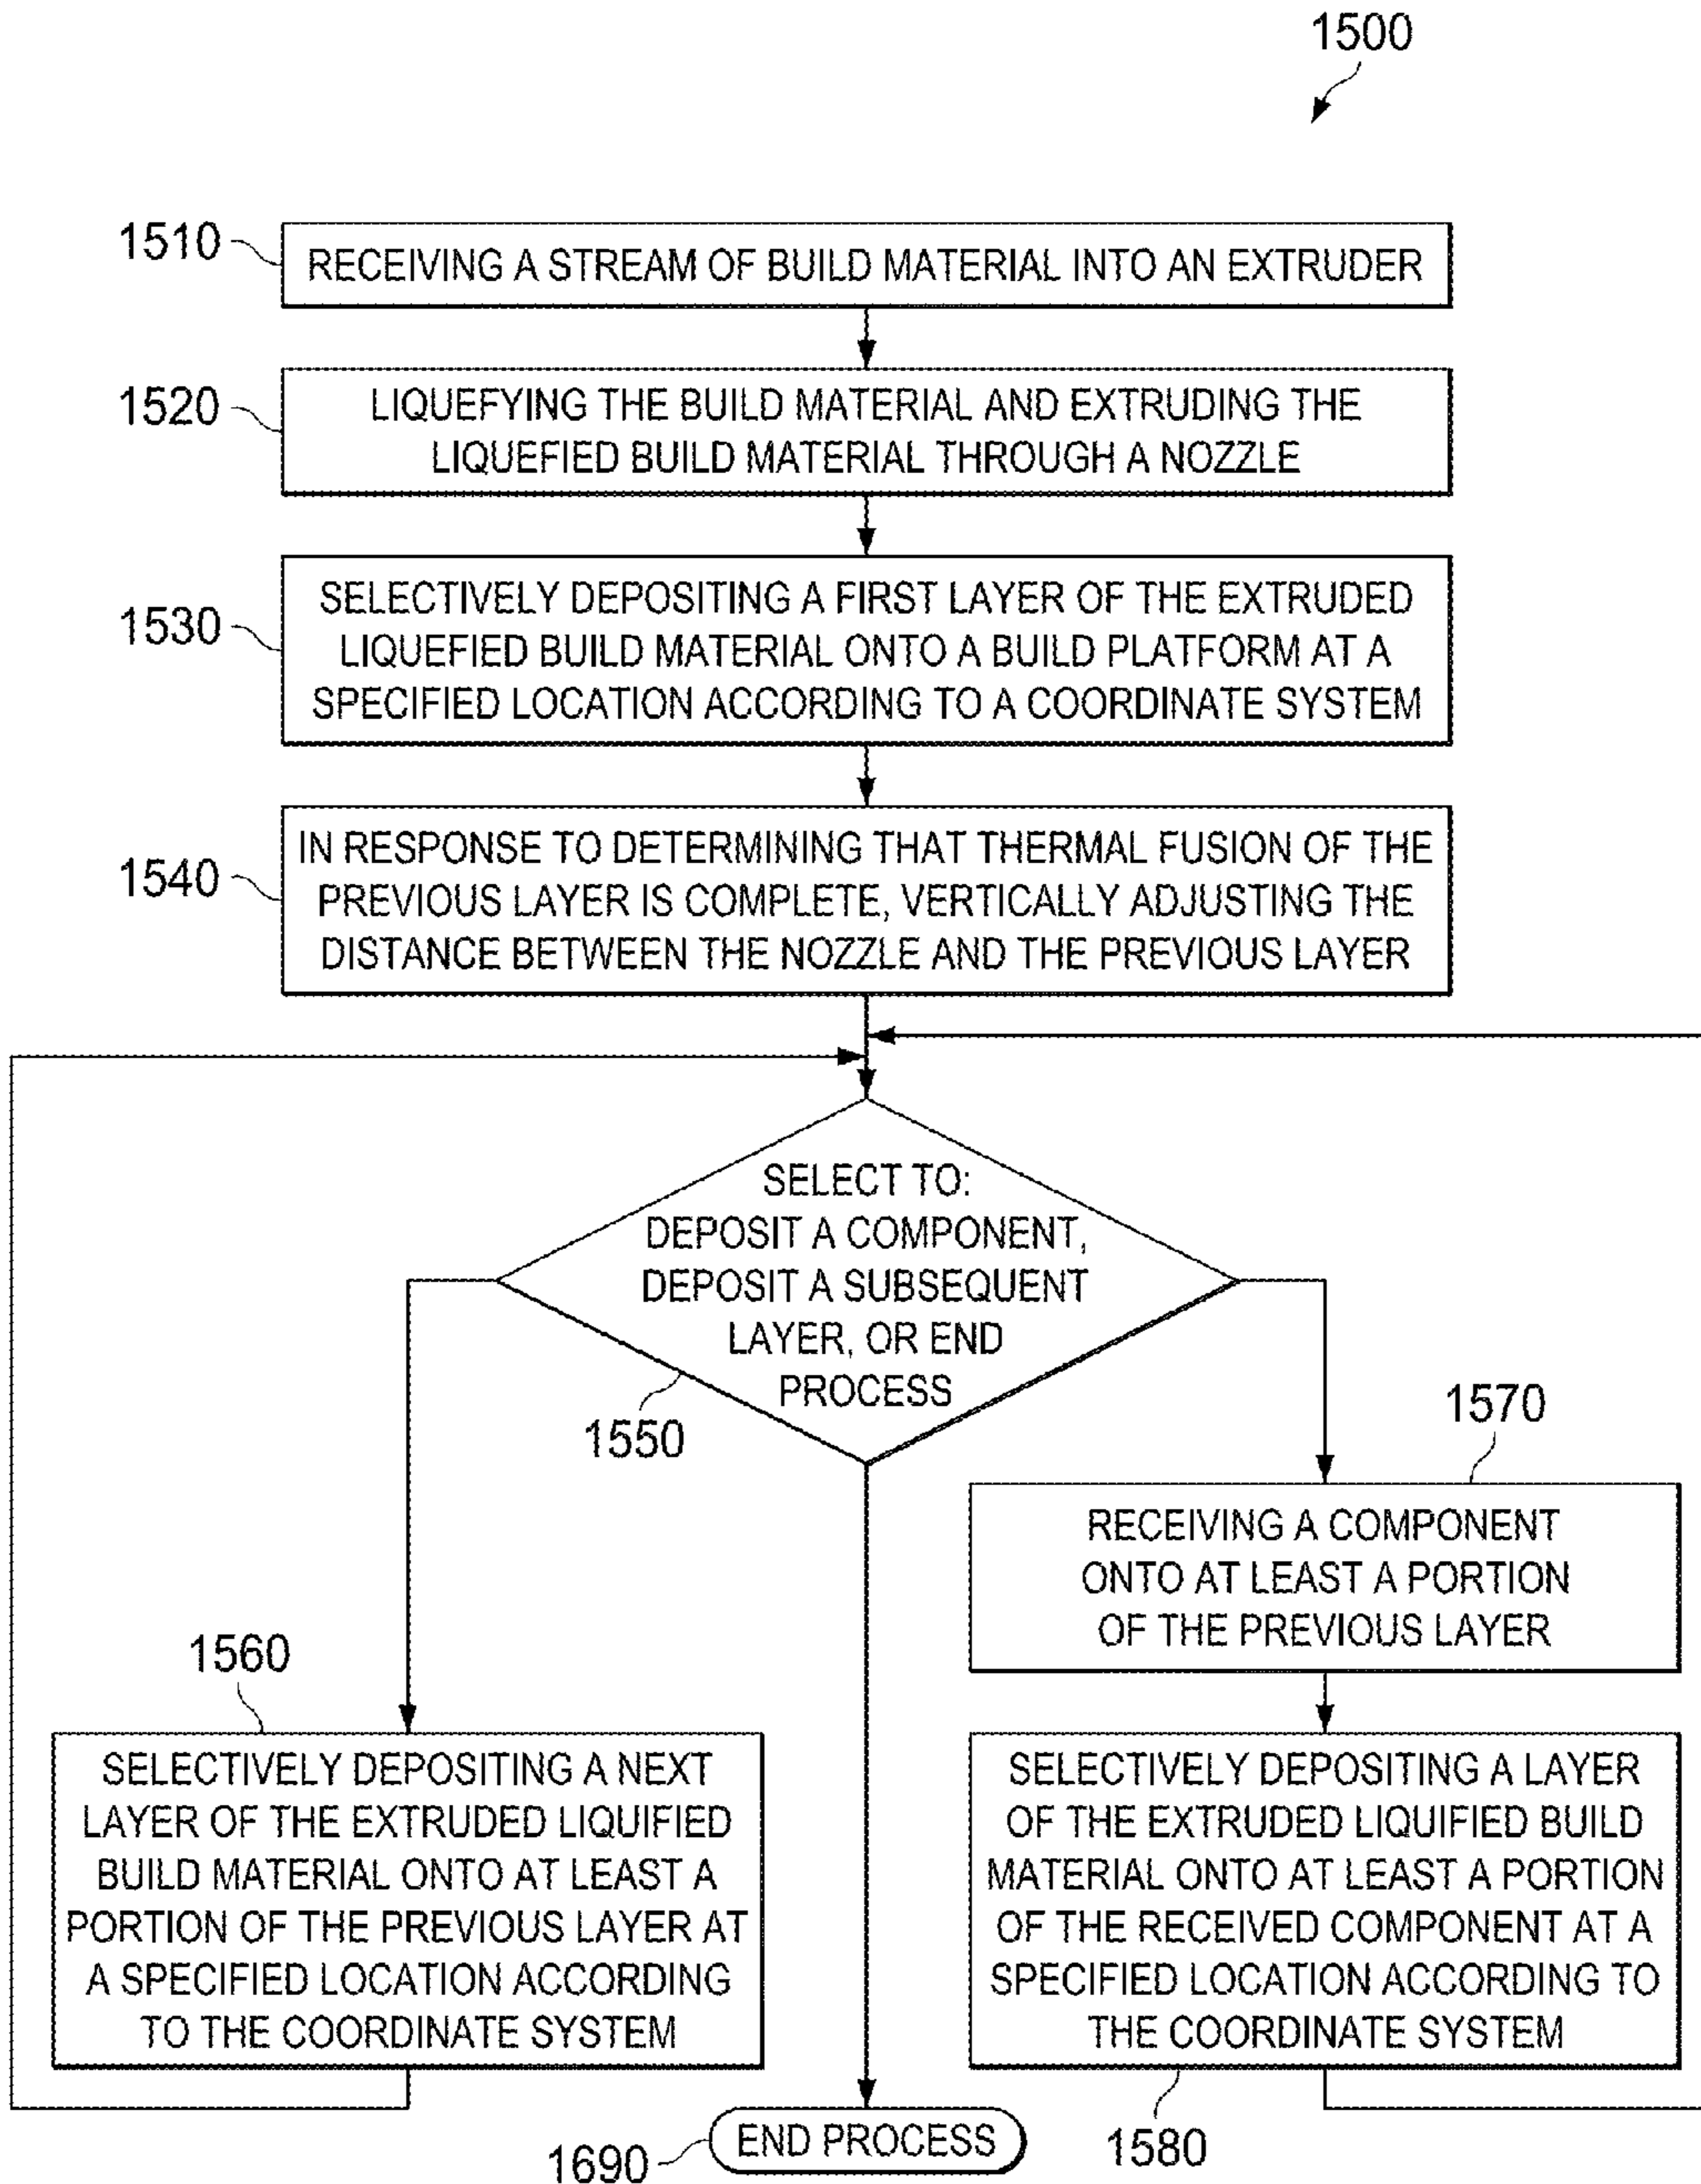 1500
1510
RECEIVING A STREAM OF BUILD MATERIAL INTO AN EXTRUDER
1520
LIQUEFYING THE BUILD MATERIAL AND EXTRUDING THE
LIQUEFIED BUILD MATERIAL THROUGH A NOZZLE
1530
SELECTIVELY DEPOSITING A FIRST LAYER OF THE EXTRUDED
LIQUEFIED BUILD MATERIAL ONTO A BUILD PLATFORM AT A
SPECIFIED LOCATION ACCORDING TO A COORDINATE SYSTEM
1540
IN RESPONSE TO DETERMINING THAT THERMAL FUSION OF THE
PREVIOUS LAYER IS COMPLETE, VERTICALLY ADJUSTING THE
DISTANCE BETWEEN THE NOZZLE AND THE PREVIOUS LAYER
SELECT TO:
DEPOSIT A COMPONENT,
DEPOSIT A SUBSEQUENT
LAYER, OR END
PROCESS
1550
1570
RECEIVING A COMPONENT
ONTO AT LEAST A PORTION
OF THE PREVIOUS LAYER
1560
SELECTIVELY DEPOSITING A NEXT
LAYER OF THE EXTRUDED LIQUIFIED
BUILD MATERIAL ONTO AT LEAST A
PORTION OF THE PREVIOUS LAYER AT
A SPECIFIED LOCATION ACCORDING
TO THE COORDINATE SYSTEM
SELECTIVELY DEPOSITING A LAYER
OF THE EXTRUDED LIQUIFIED BUILD
MATERIAL ONTO AT LEAST A PORTION
OF THE RECEIVED COMPONENT AT A
SPECIFIED LOCATION ACCORDING TO
THE COORDINATE SYSTEM
1580
END PROCESS
1690